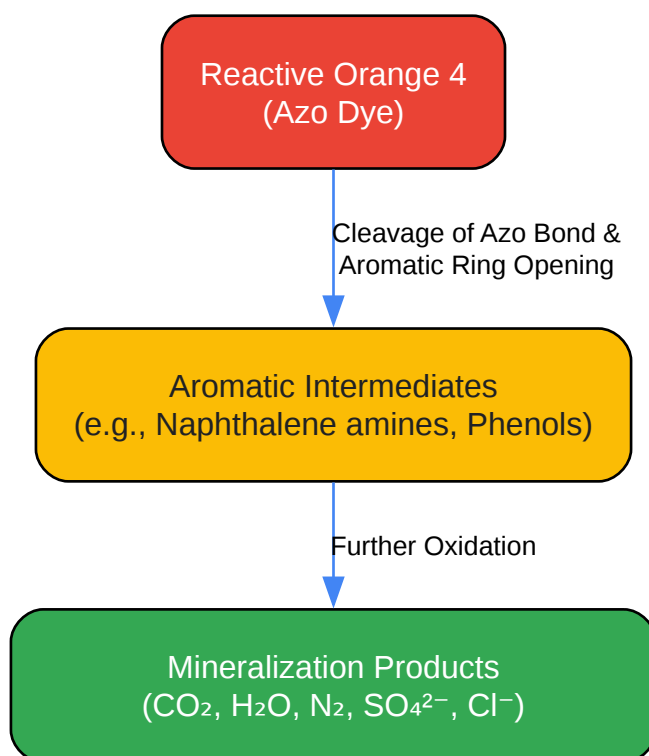 Reactive Orange 4
(Azo Dye)
Cleavage of Azo Bond &
Aromatic Ring Opening
Aromatic Intermediates
(e.g., Naphthalene amines, Phenols)
Further Oxidation
Mineralization Products
(CO₂, H₂O, N₂, SO₄²⁻, Cl⁻)